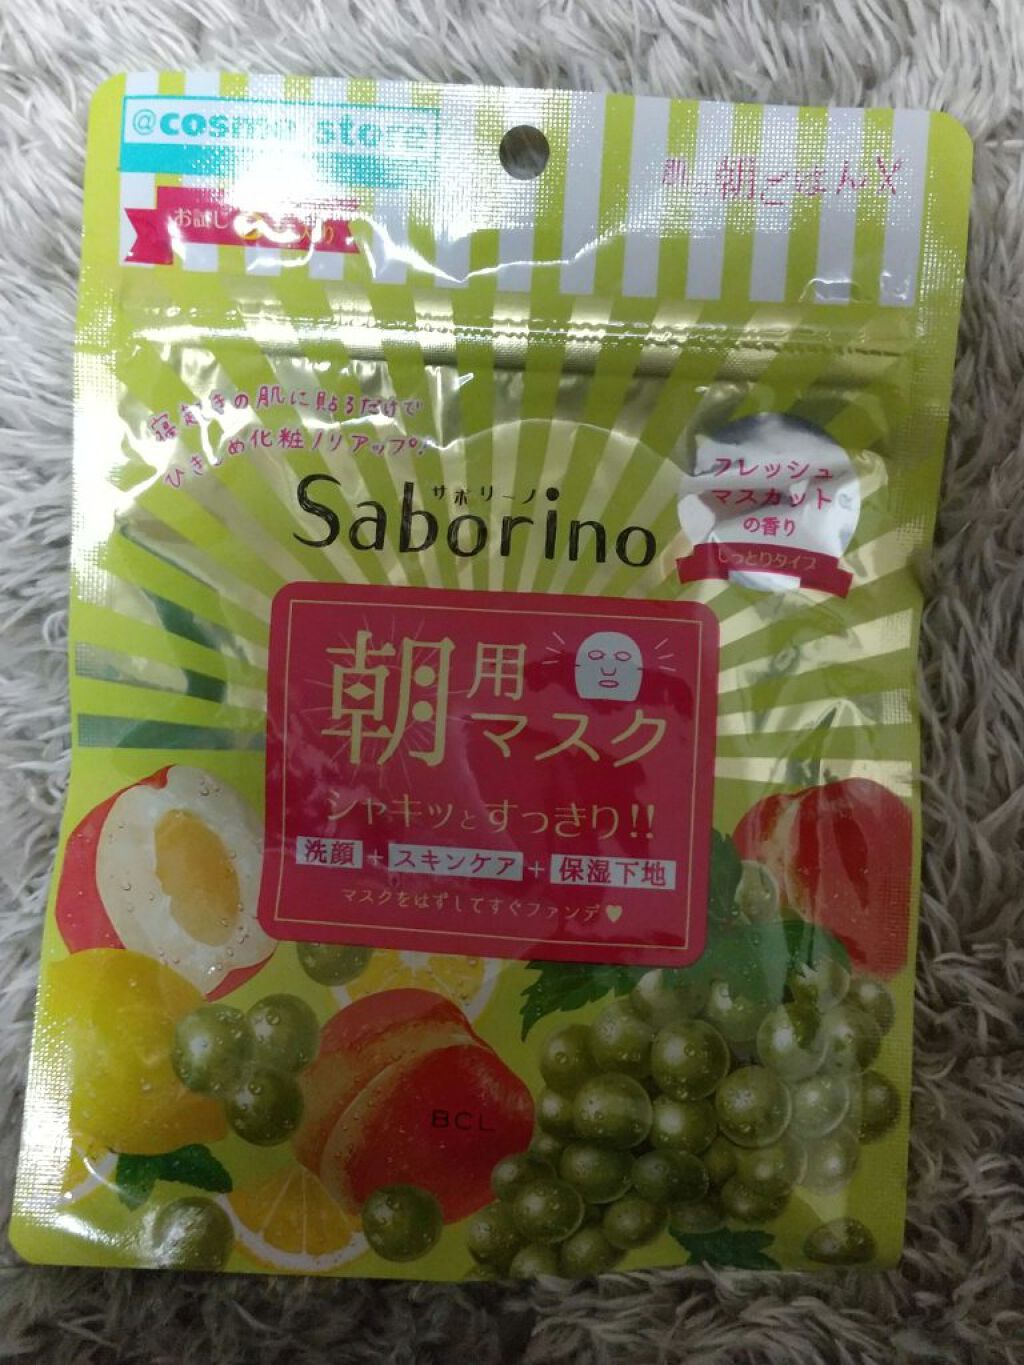 @cosme store
肌の朝ごはん
お試し
入り
寝起きの肌に貼るだけで
ひきしめ化粧ノリアップ!
サボリーノ
Saborino
フレッシュ
マスカット
の香り
しっとりタイプ
朝用マスク
シャキッとすっきり!!
洗顔+スキンケア+保湿下地
マスクをはずしてすぐファンデ♥
BCL